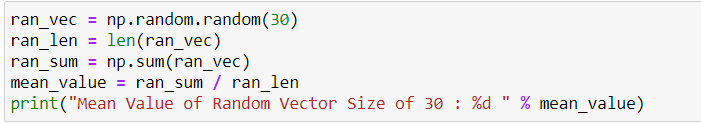 ran_vec = np.random.random(30)
ran_len = len(ran_vec)
ran_sum = np.sum(ran_vec)
mean_value = ran_sum / ran_len
print("Mean Value of Random Vector Size of 30 : %d " % mean_value)